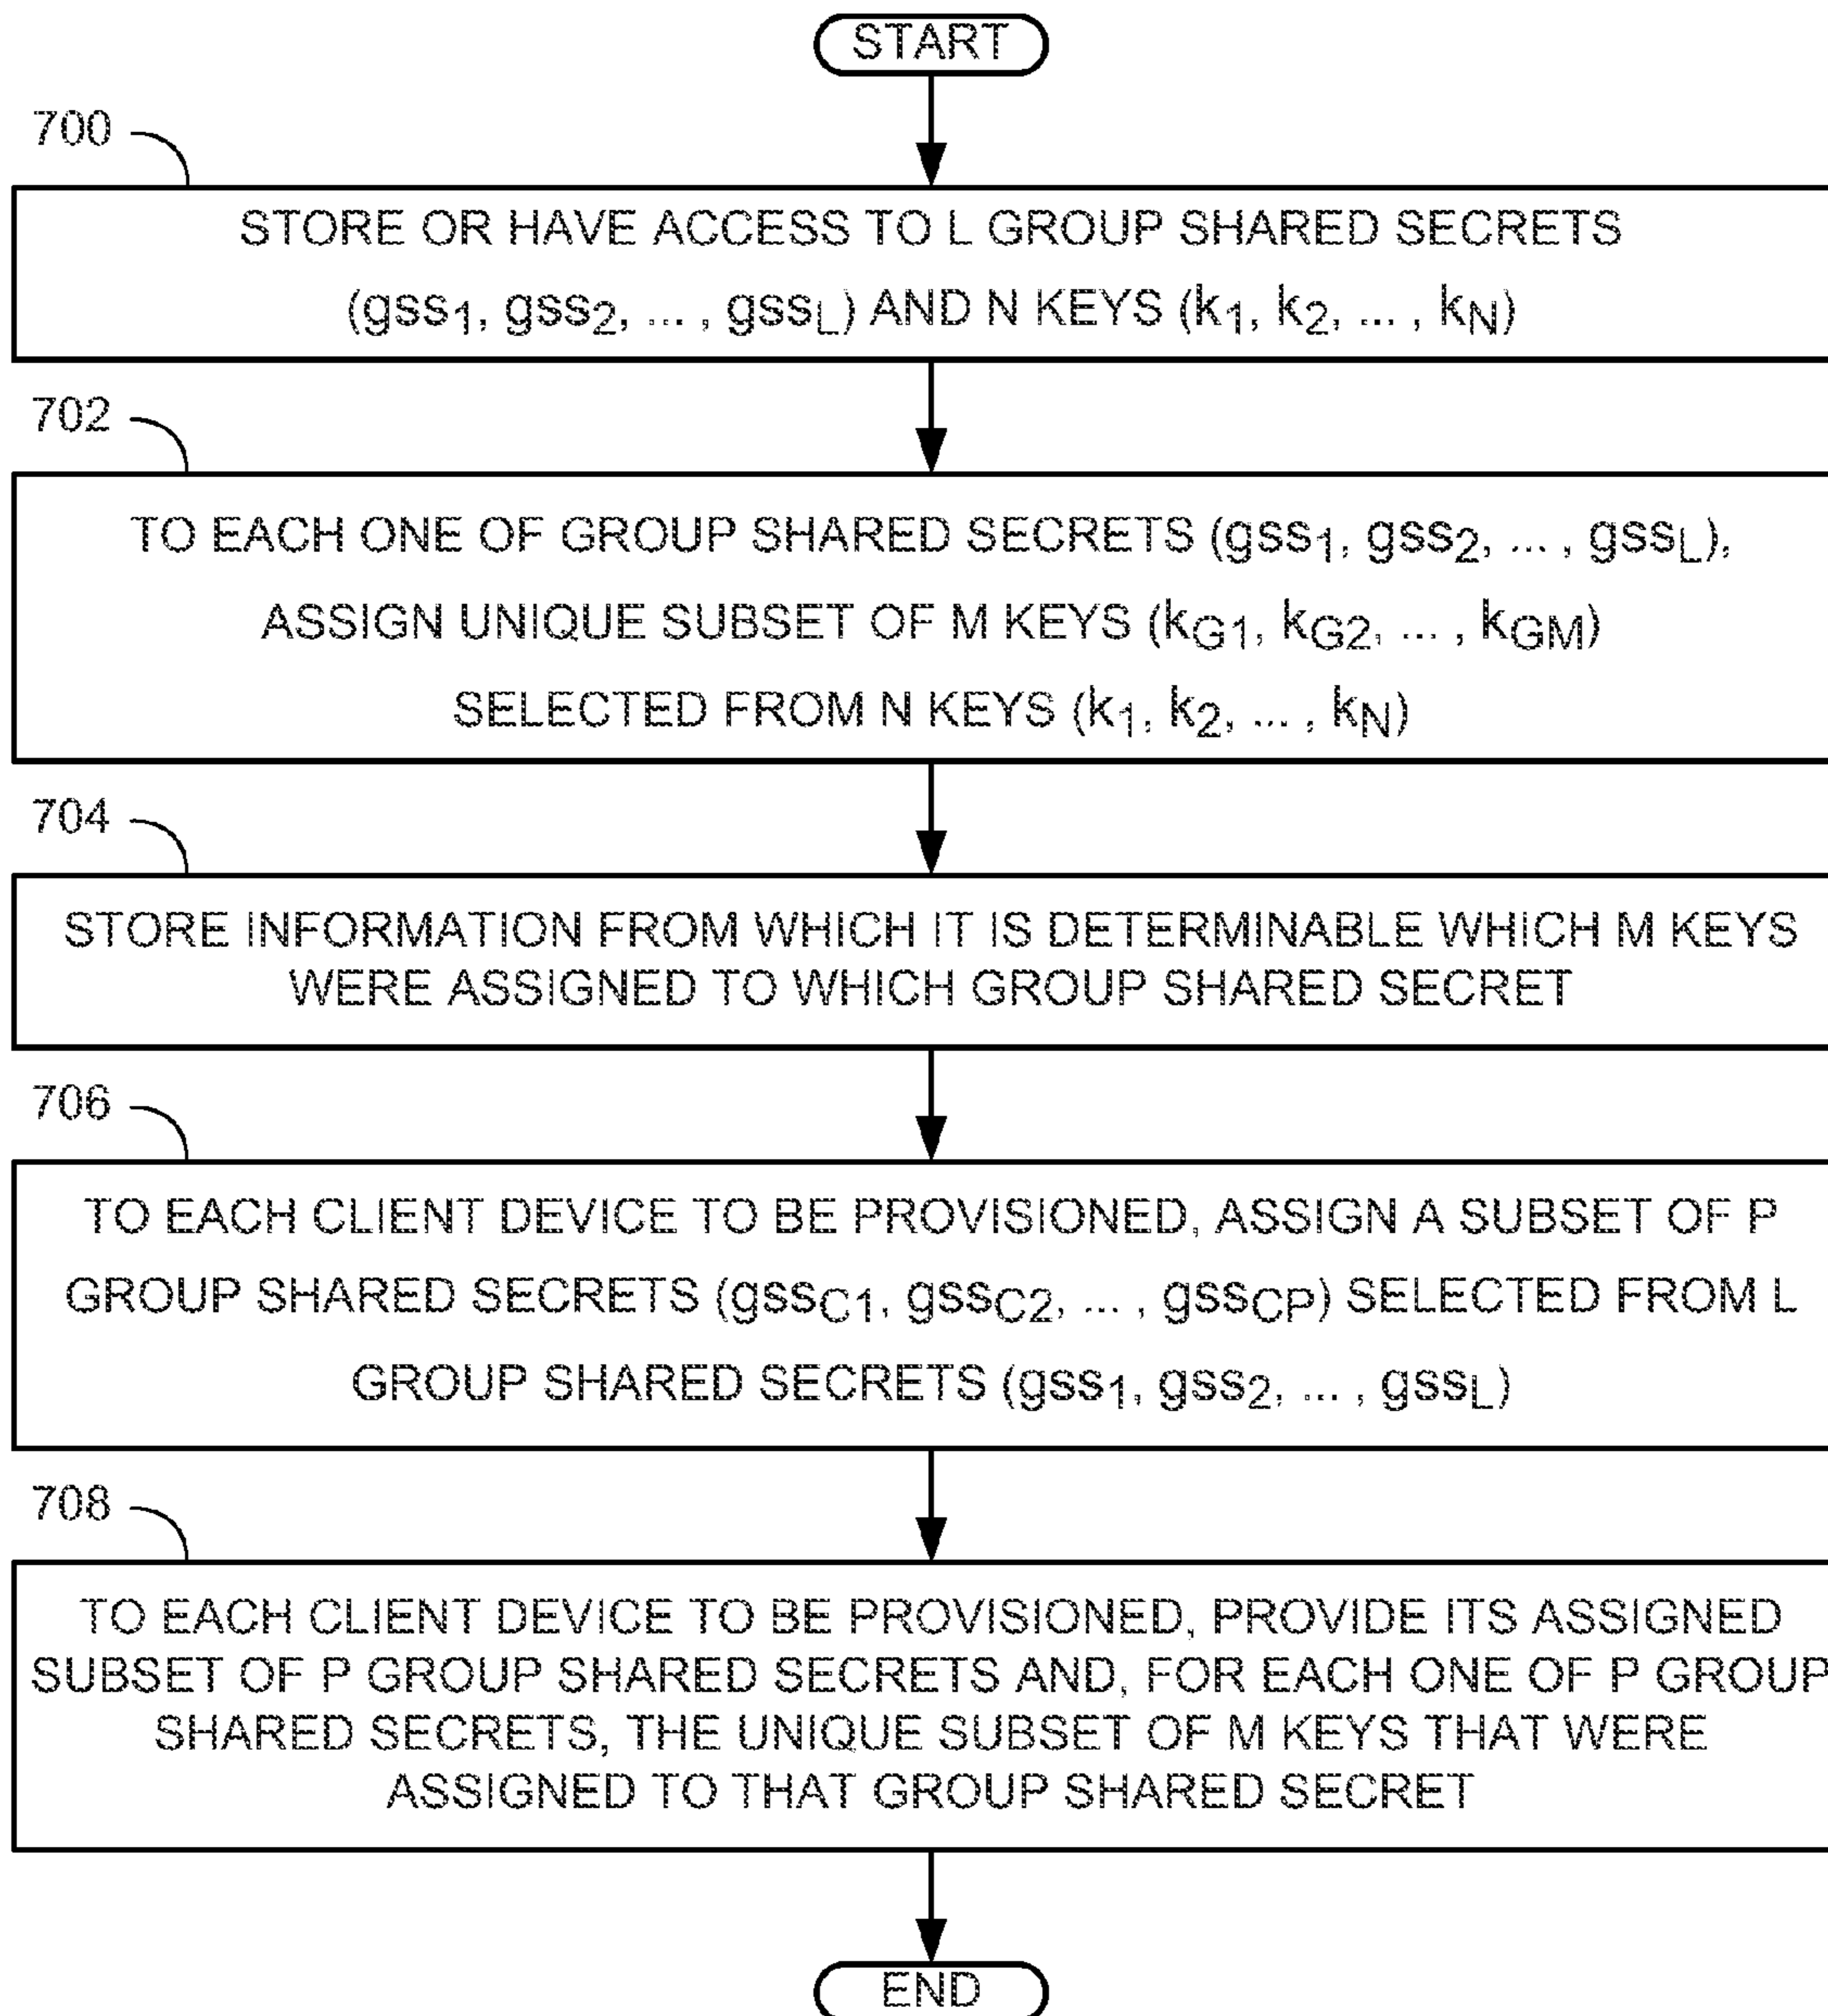 START
700
STORE OR HAVE ACCESS TO L GROUP SHARED SECRETS
(gss1, gss2, ... , gssL) AND N KEYS (k1, k2, ... , kN)
702
TO EACH ONE OF GROUP SHARED SECRETS (gss1, gss2, ... , gssL),
ASSIGN UNIQUE SUBSET OF M KEYS (kG1, kG2, ... , kGM)
SELECTED FROM N KEYS (k1, k2, ... , kN)
704
STORE INFORMATION FROM WHICH IT IS DETERMINABLE WHICH M KEYS
WERE ASSIGNED TO WHICH GROUP SHARED SECRET
706
TO EACH CLIENT DEVICE TO BE PROVISIONED, ASSIGN A SUBSET OF P
GROUP SHARED SECRETS (gssC1, gssC2, ... , gssCP) SELECTED FROM L
GROUP SHARED SECRETS (gss1, gss2, ... , gssL)
708
TO EACH CLIENT DEVICE TO BE PROVISIONED, PROVIDE ITS ASSIGNED
SUBSET OF P GROUP SHARED SECRETS AND, FOR EACH ONE OF P GROUP
SHARED SECRETS, THE UNIQUE SUBSET OF M KEYS THAT WERE
ASSIGNED TO THAT GROUP SHARED SECRET
END